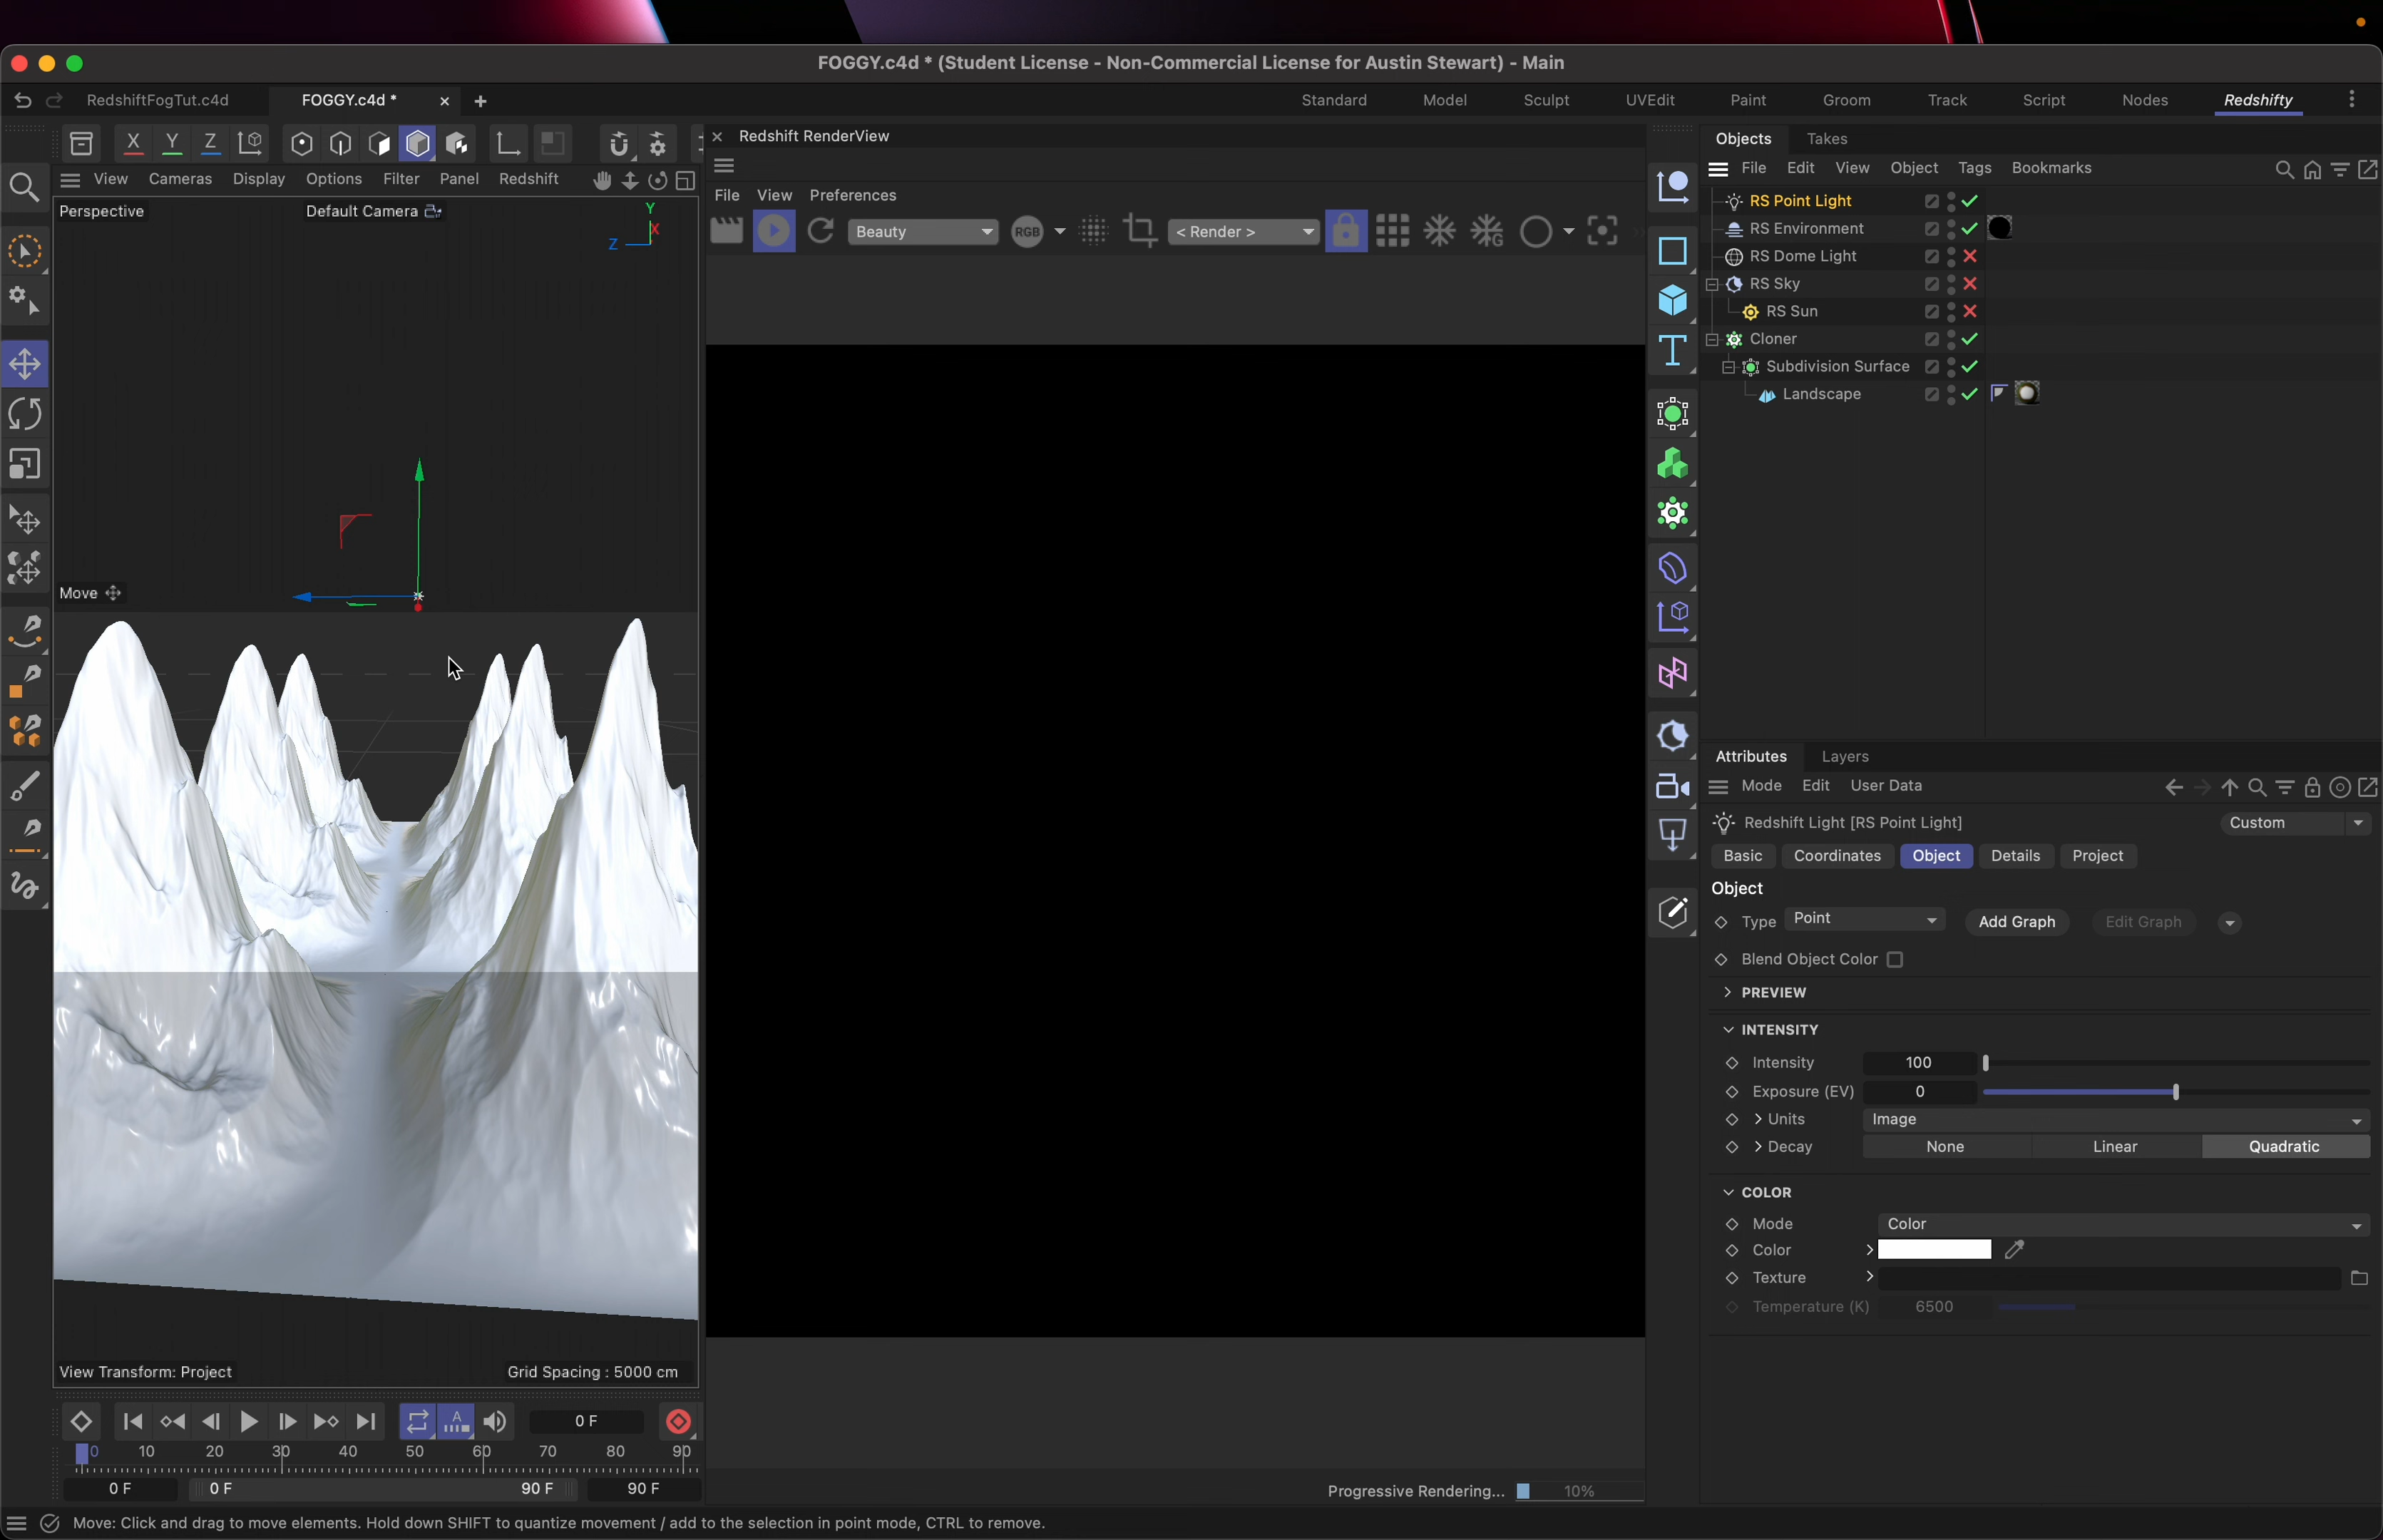 FOGGY.c4d * (Student License - Non-Commercial License for Austin Stewart) - Main
RedshiftFogTut.c4d
FOGGY.c4d *
Standard Model Sculpt UVEdit Paint Groom Track Script Nodes Redshifty
X Y Z
Redshift RenderView
Objects Takes
View Cameras Display Options Filter Panel Redshift
File Edit View Object Tags Bookmarks
File View Preferences
Beauty
RGB
< Render >
Perspective
Default Camera
Y
X
Z
RS Point Light
RS Environment
RS Dome Light
RS Sky
RS Sun
Cloner
Subdivision Surface
Landscape
Move
Attributes Layers
Mode Edit User Data
Redshift Light [RS Point Light]
Custom
Basic Coordinates Object Details Project
Object
Type Point Add Graph Edit Graph
Blend Object Color
PREVIEW
INTENSITY
Intensity 100
Exposure (EV) 0
Units Image
Decay None Linear Quadratic
COLOR
Mode Color
Color
Texture
Temperature (K) 6500
View Transform: Project
Grid Spacing : 5000 cm
A
0 F
0 10 20 30 40 50 60 70 80 90
0 F 0 F 90 F 90 F
Progressive Rendering... 10%
Move: Click and drag to move elements. Hold down SHIFT to quantize movement / add to the selection in point mode, CTRL to remove.